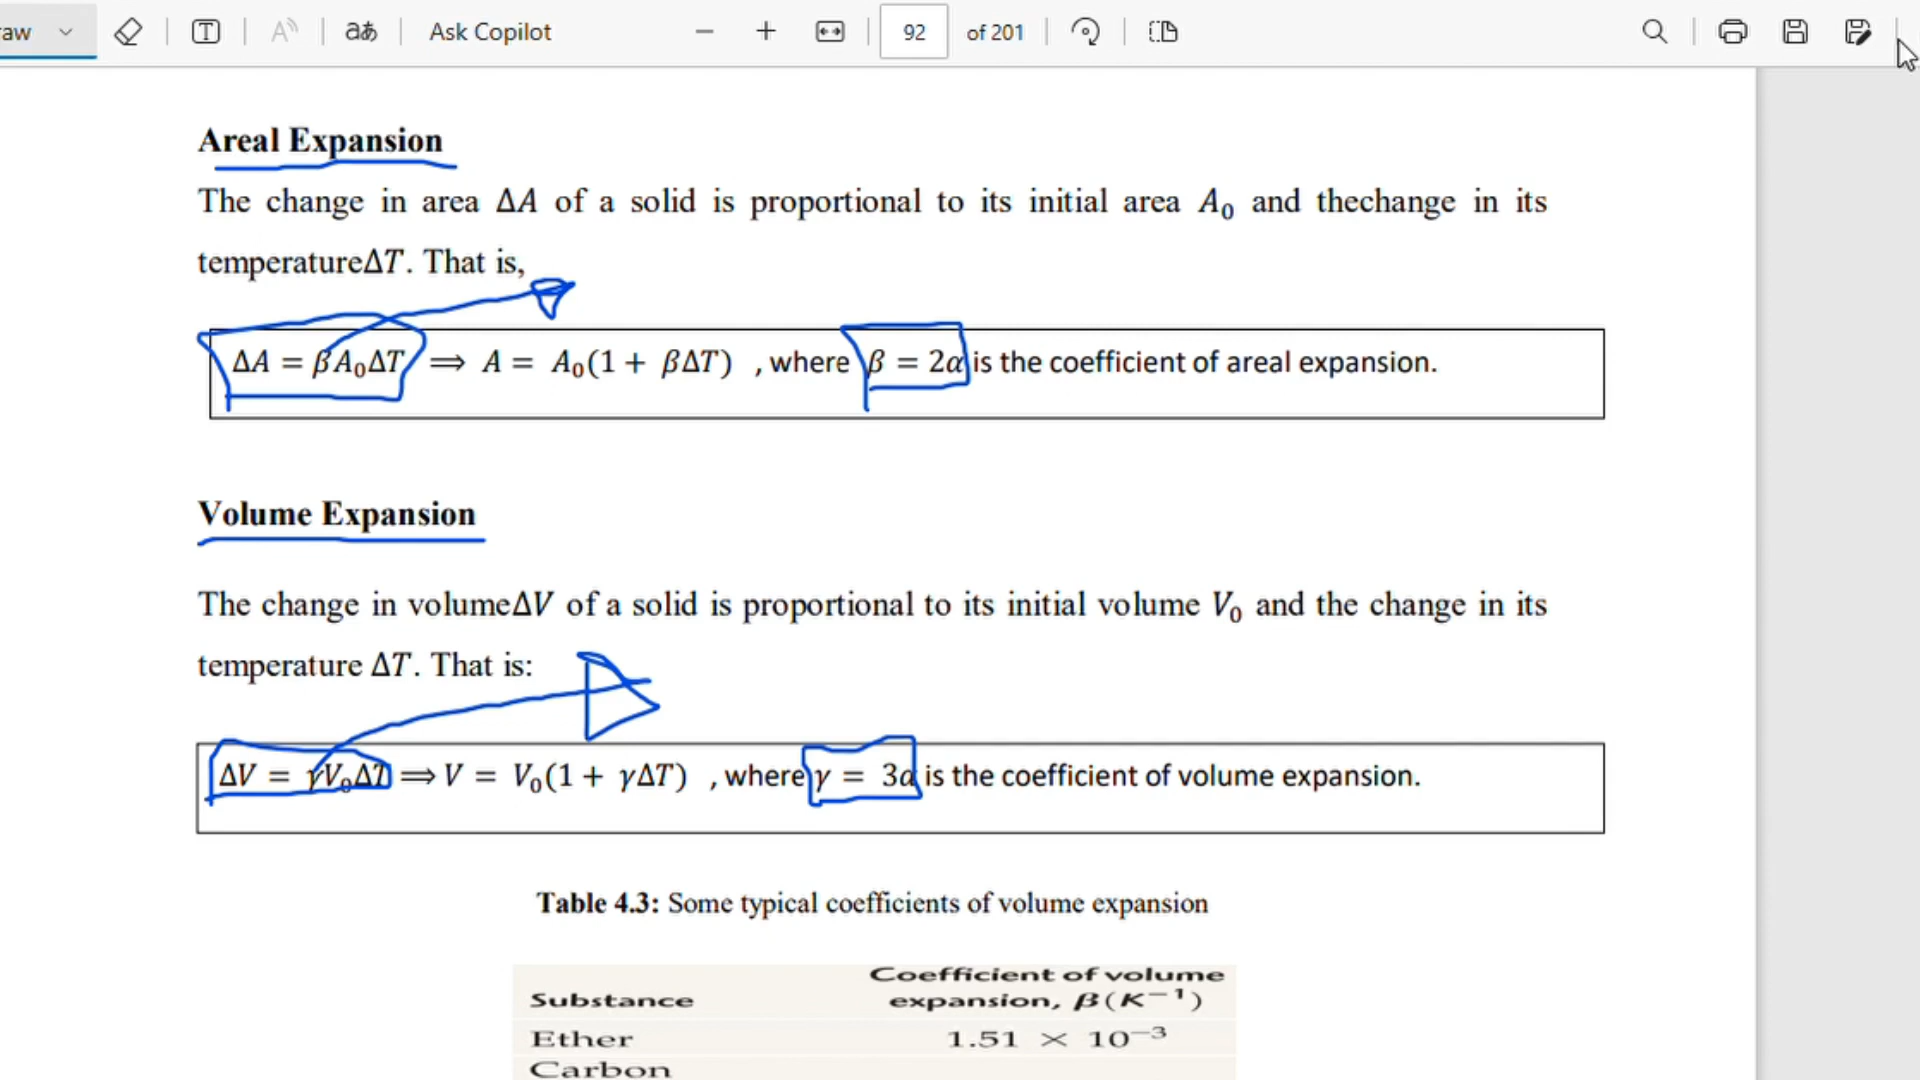 aw
T
A
aあ
Ask Copilot
92
of 201
Areal Expansion
The change in area ΔA of a solid is proportional to its initial area A₀ and thechange in its
temperatureΔT. That is,
ΔA = βA₀ΔT ⟹ A = A₀(1 + βΔT) , where β = 2α is the coefficient of areal expansion.
Volume Expansion
The change in volumeΔV of a solid is proportional to its initial volume V₀ and the change in its
temperature ΔT. That is:
ΔV = γV₀ΔT ⟹ V = V₀(1 + γΔT) , where γ = 3α is the coefficient of volume expansion.
Table 4.3: Some typical coefficients of volume expansion
Coefficient of volume
Substance expansion, β(K⁻¹)
Ether 1.51 × 10⁻³
Carbon